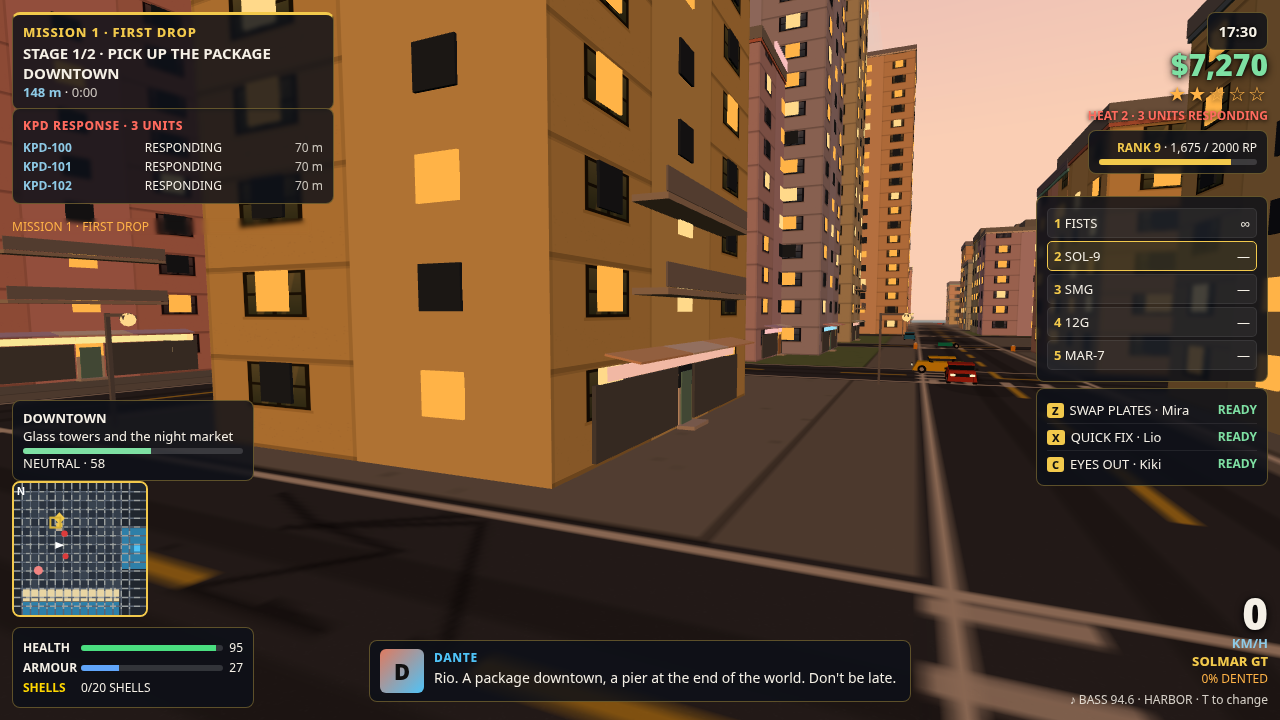 MISSION 1 · FIRST DROP
STAGE 1/2 · PICK UP THE PACKAGE
DOWNTOWN
148 m · 0:00
KPD RESPONSE · 3 UNITS
KPD-100 RESPONDING 70 m
KPD-101 RESPONDING 70 m
KPD-102 RESPONDING 70 m
MISSION 1 · FIRST DROP
17:30
$7,270
★★★☆☆
HEAT 2 · 3 UNITS RESPONDING
RANK 9 · 1,675 / 2000 RP
1 FISTS ∞
2 SOL-9 —
3 SMG —
4 12G —
5 MAR-7 —
Z SWAP PLATES · Mira READY
X QUICK FIX · Lio READY
C EYES OUT · Kiki READY
DOWNTOWN
Glass towers and the night market
NEUTRAL · 58
N
HEALTH 95
ARMOUR 27
SHELLS 0/20 SHELLS
D
DANTE
Rio. A package downtown, a pier at the end of the world. Don't be late.
0
KM/H
SOLMAR GT
0% DENTED
♪ BASS 94.6 · HARBOR · T to change